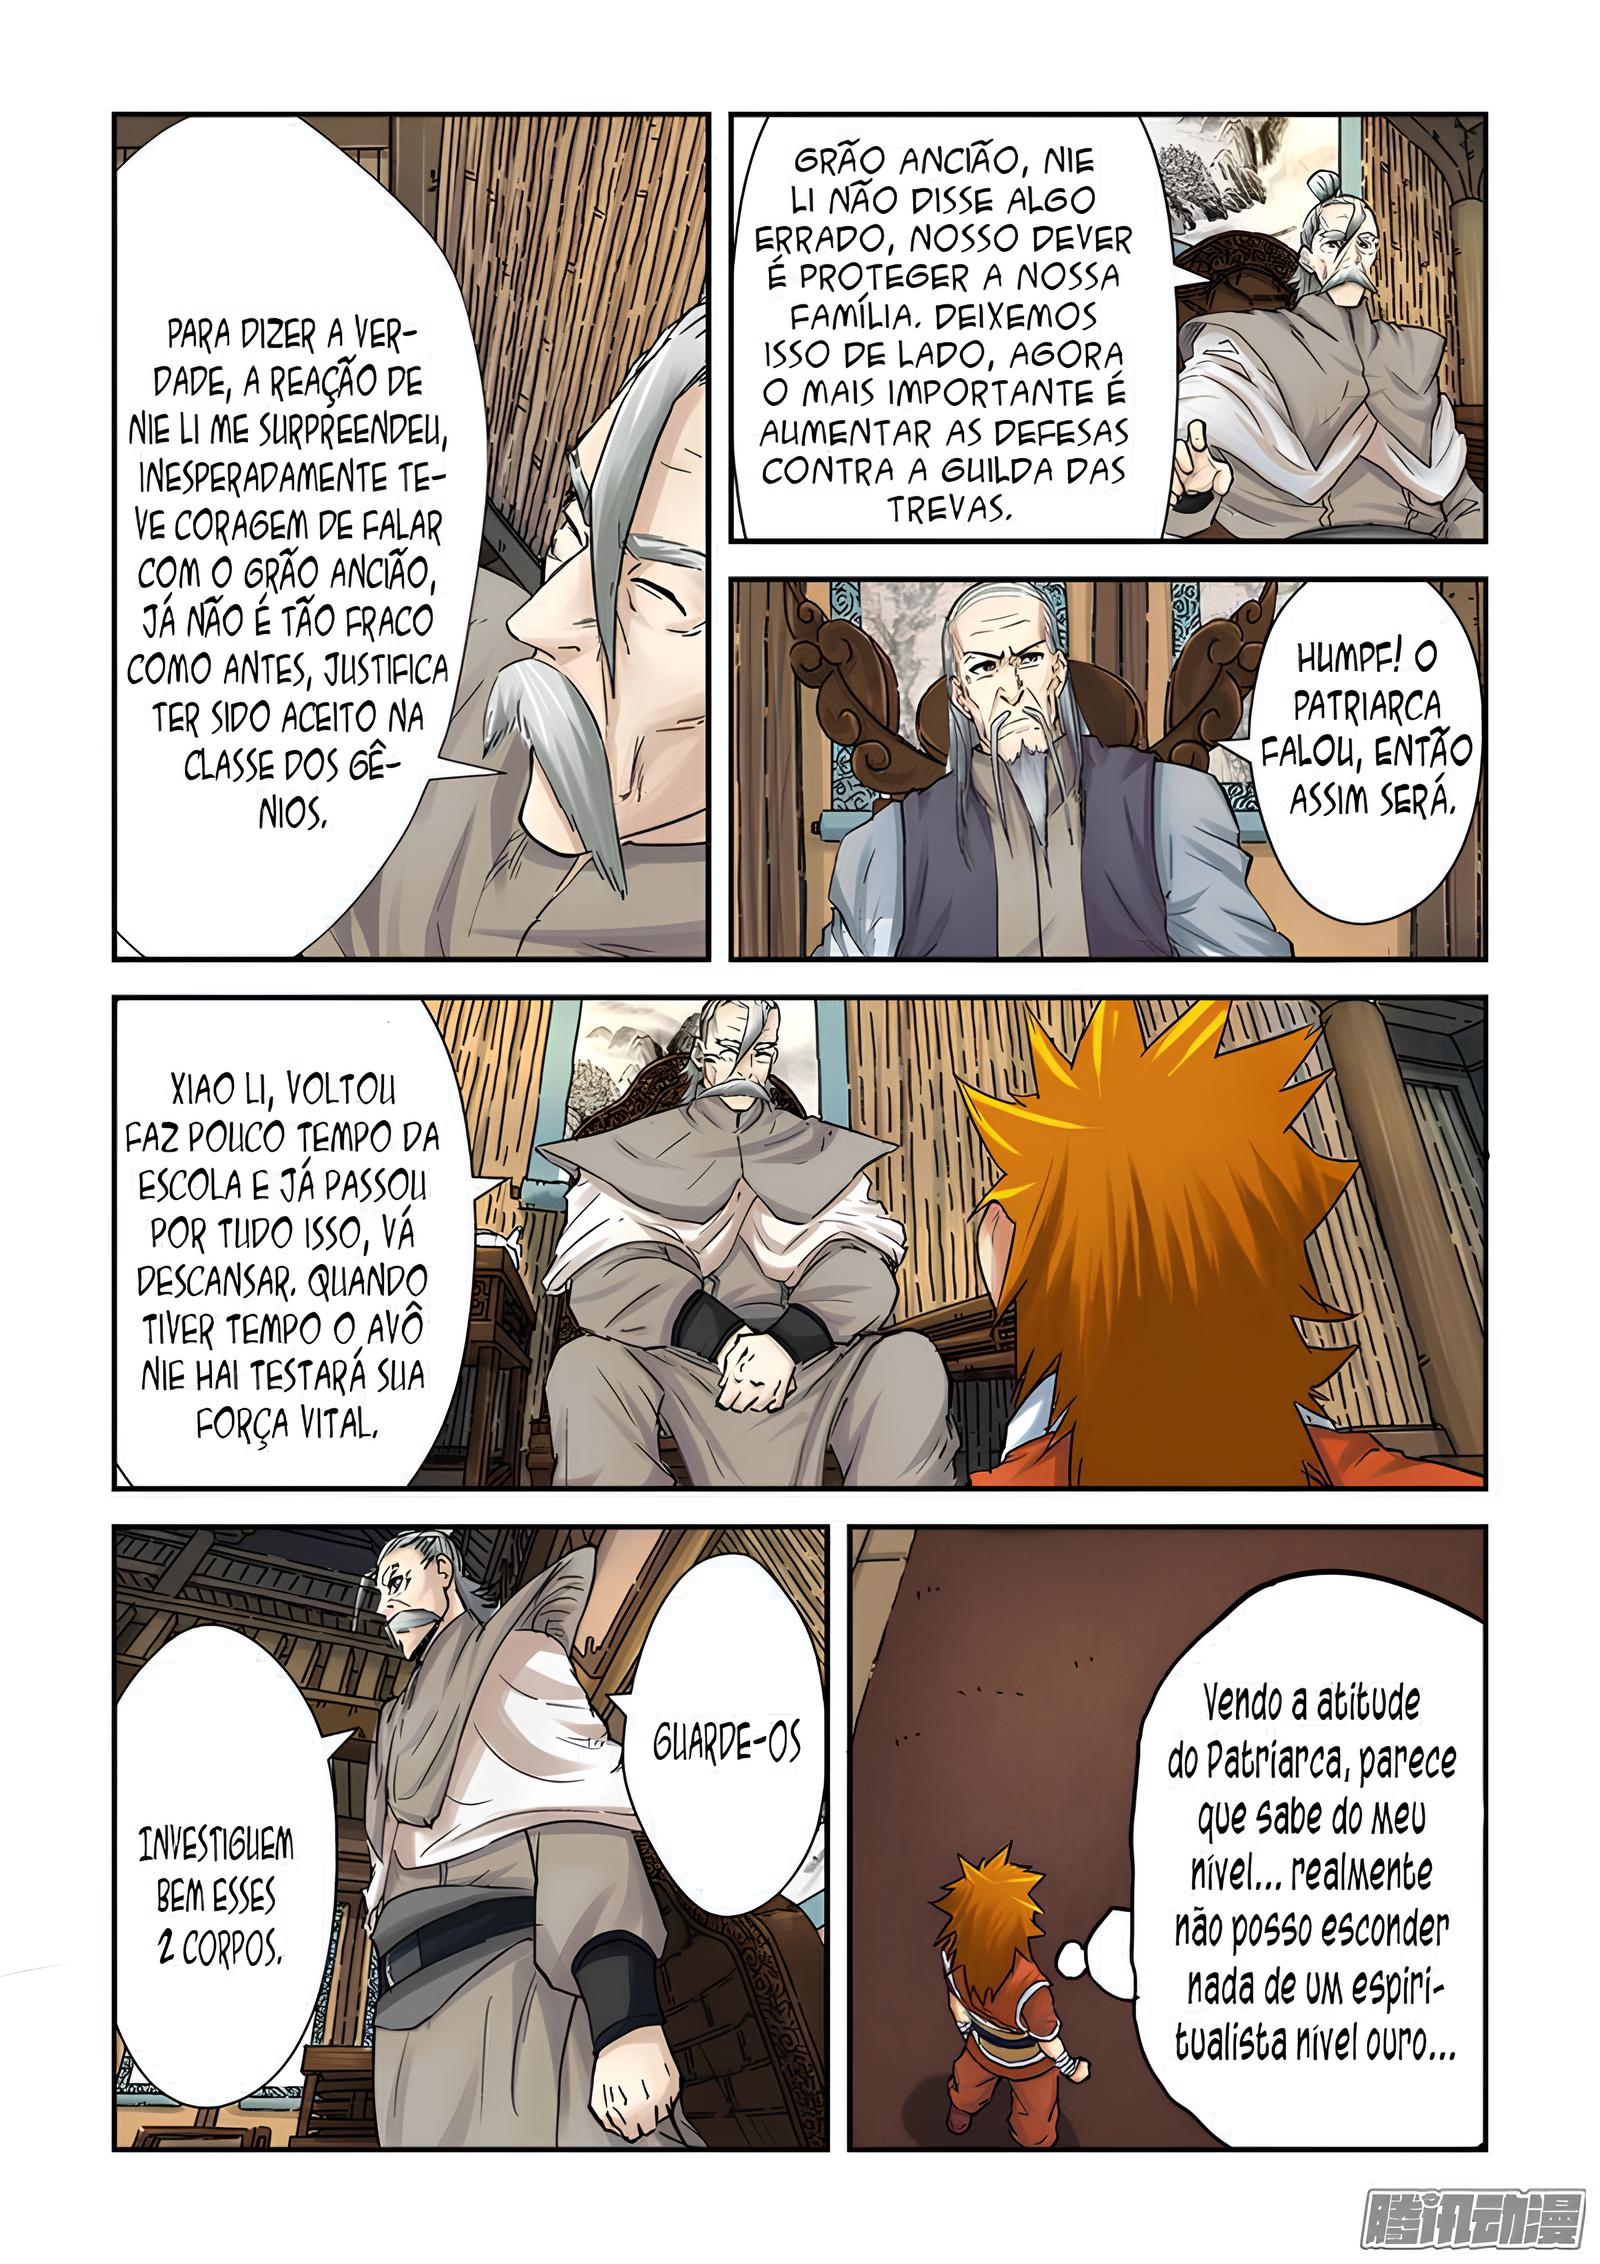 PARA DIZER A VER-
DADE, A REAÇÃO DE
NIE LI ME SURPREENDEU,
INESPERADAMENTE TE-
VE CORAGEM DE FALAR
COM O GRÃO ANCIÃO,
JÁ NÃO É TÃO FRACO
COMO ANTES, JUSTIFICA
TER SIDO ACEITO NA
CLASSE DOS GÊ-
NIOS.
GRÃO ANCIÃO, NIE
LI NÃO DISSE ALGO
ERRADO, NOSSO DEVER
É PROTEGER A NOSSA
FAMÍLIA. DEIXEMOS
ISSO DE LADO, AGORA
O MAIS IMPORTANTE É
AUMENTAR AS DEFESAS
CONTRA A GUILDA DAS
TREVAS.
HUMPF! O
PATRIARCA
FALOU, ENTÃO
ASSIM SERÁ.
XIAO LI, VOLTOU
FAZ POUCO TEMPO DA
ESCOLA E JÁ PASSOU
POR TUDO ISSO, VÁ
DESCANSAR. QUANDO
TIVER TEMPO O AVÔ
NIE HAI TESTARÁ SUA
FORÇA VITAL.
GUARDE-OS
INVESTIGUEM
BEM ESSES
2 CORPOS.
Vendo a atitude
do Patriarca, parece
que sabe do meu
nível... realmente
não posso esconder
nada de um espiri-
tualista nível ouro...
腾讯动漫